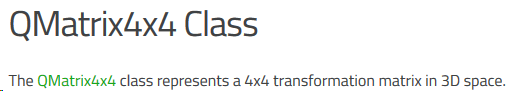 QMatrix4x4 Class
The QMatrix4x4 class represents a 4x4 transformation matrix in 3D space.